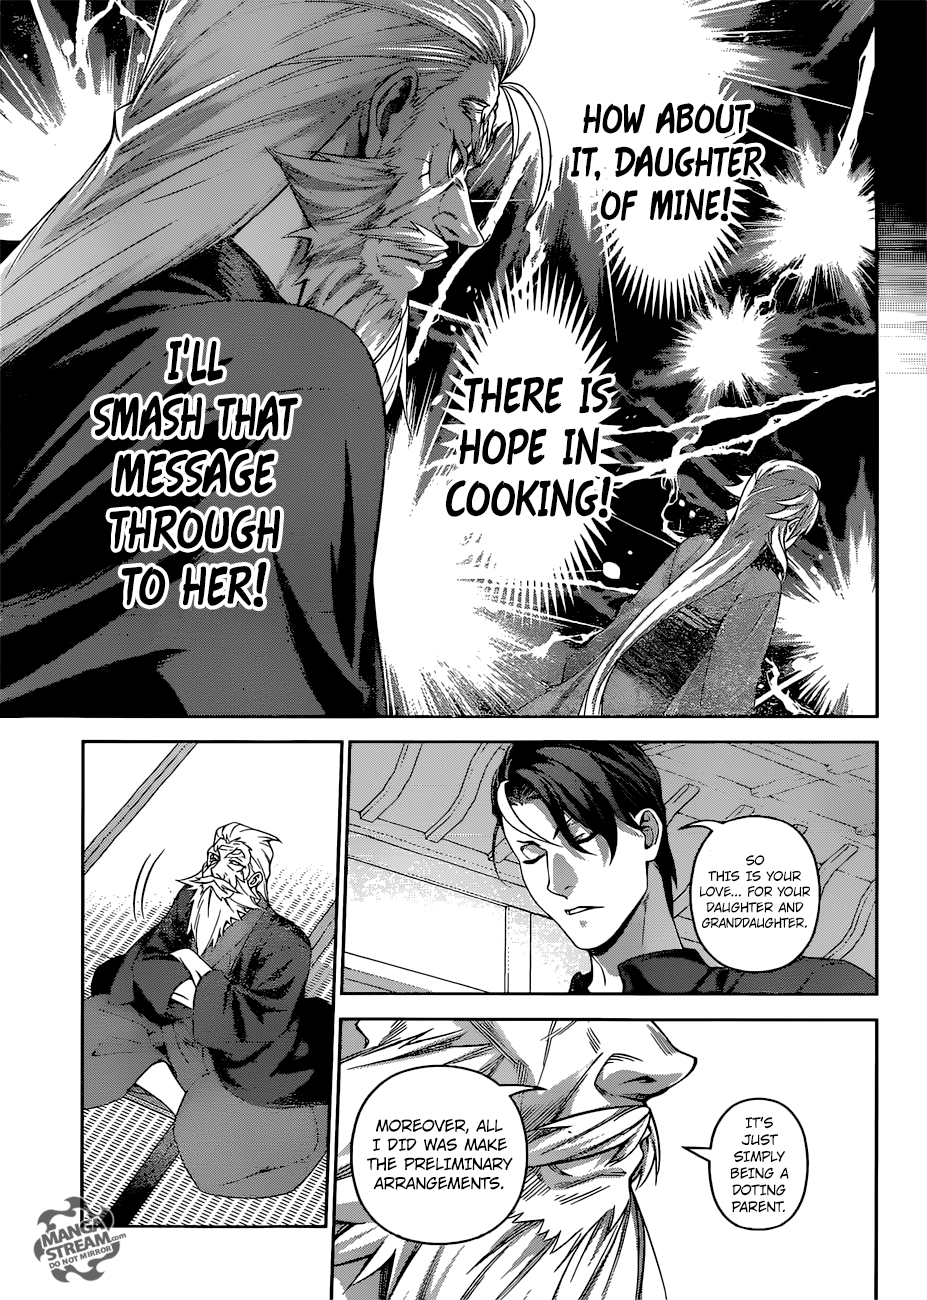 HOW ABOUT
IT, DAUGHTER
OF MINE!
THERE IS
HOPE IN
COOKING!
I'LL
SMASH THAT
MESSAGE
THROUGH
TO HER!
SO
THIS IS YOUR
LOVE... FOR YOUR
DAUGHTER AND
GRANDDAUGHTER.
IT'S
JUST
SIMPLY
BEING A
DOTING
PARENT.
MOREOVER, ALL
I DID WAS MAKE
THE PRELIMINARY
ARRANGEMENTS.
MANGA
STREAM.com
DO NOT MIRROR